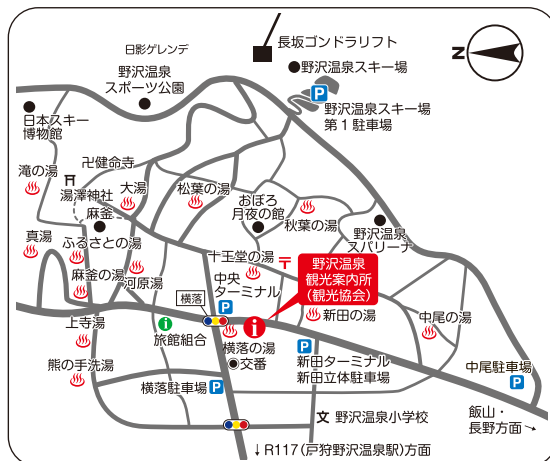 日影ゲレンデ
長坂ゴンドラリフト
N
野沢温泉スキー場
野沢温泉
スポーツ公園
P
野沢温泉スキー場
第1駐車場
日本スキー
博物館
卍健命寺
滝の湯
湯澤神社
大湯
松葉の湯
おぼろ
月夜の館
秋葉の湯
野沢温泉
スパリーナ
麻釜
真湯
ふるさとの湯
十王堂の湯
〒
野沢温泉
観光案内所
(観光協会)
麻釜の湯
河原湯
中央
ターミナル
横落
P
i
i
新田の湯
中尾の湯
上寺湯
旅館組合
横落の湯
交番
新田ターミナル
新田立体駐車場
P
中尾駐車場
P
熊の手洗湯
横落駐車場
P
文 野沢温泉小学校
飯山・
長野方面→
↓R117(戸狩野沢温泉駅)方面